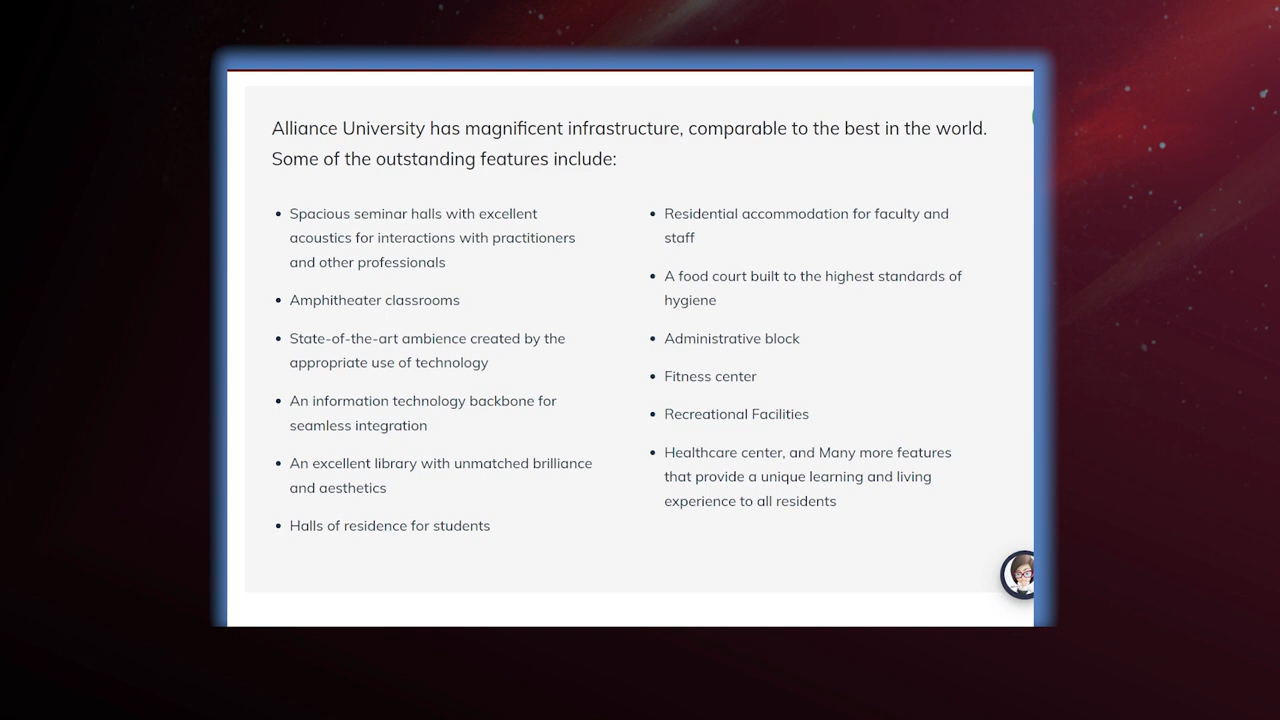 Alliance University has magnificent infrastructure, comparable to the best in the world.
Some of the outstanding features include:
Spacious seminar halls with excellent
acoustics for interactions with practitioners
and other professionals
Amphitheater classrooms
State-of-the-art ambience created by the
appropriate use of technology
An information technology backbone for
seamless integration
An excellent library with unmatched brilliance
and aesthetics
Halls of residence for students
Residential accommodation for faculty and
staff
A food court built to the highest standards of
hygiene
Administrative block
Fitness center
Recreational Facilities
Healthcare center, and Many more features
that provide a unique learning and living
experience to all residents